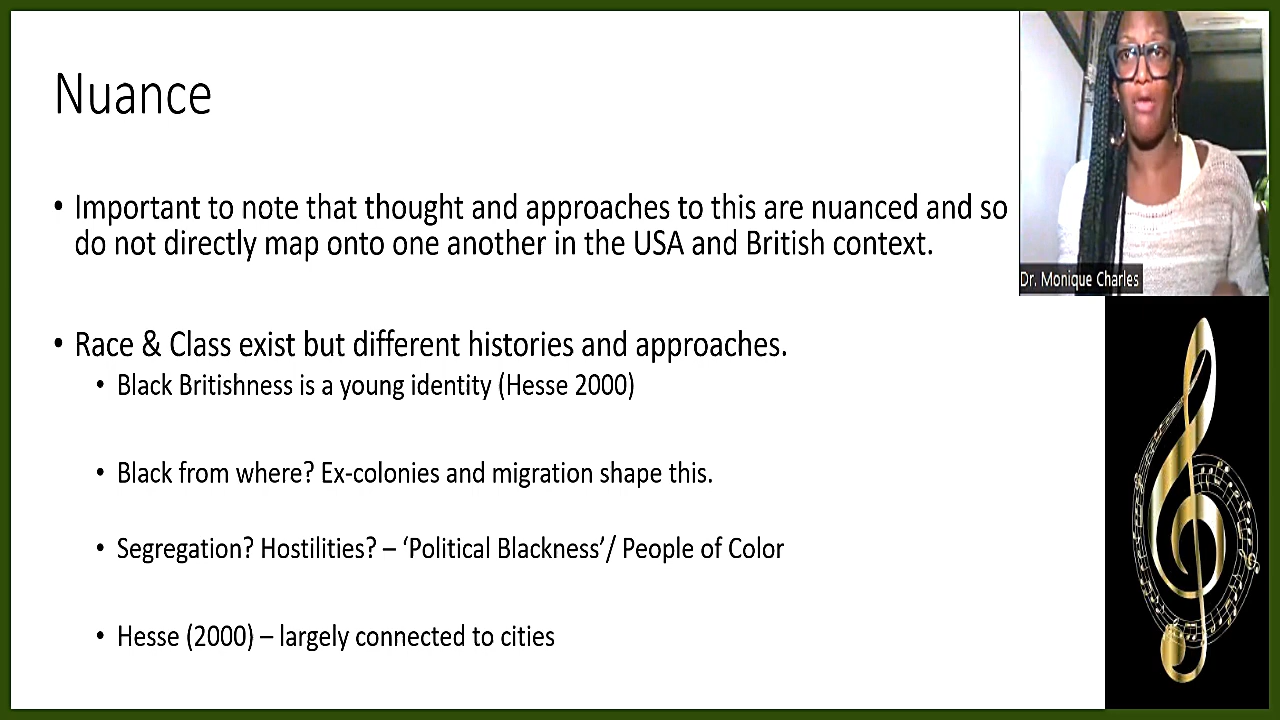 Nuance
• Important to note that thought and approaches to this are nuanced and so
do not directly map onto one another in the USA and British context.
• Race & Class exist but different histories and approaches.
• Black Britishness is a young identity (Hesse 2000)
• Black from where? Ex-colonies and migration shape this.
• Segregation? Hostilities? – ‘Political Blackness’/ People of Color
• Hesse (2000) – largely connected to cities
Dr. Monique Charles